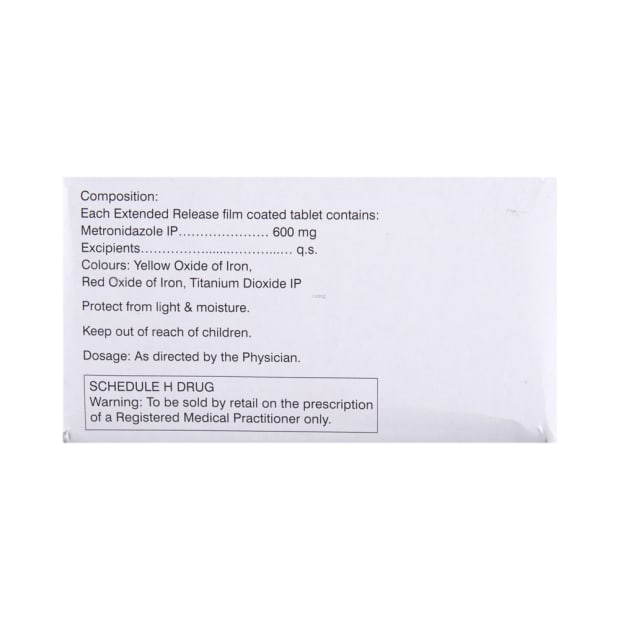 Composition:
Each Extended Release film coated tablet contains:
Metronidazole IP..................... 600 mg
Excipients.................................... q.s.
Colours: Yellow Oxide of Iron,
Red Oxide of Iron, Titanium Dioxide IP
Protect from light & moisture.
Keep out of reach of children.
Dosage: As directed by the Physician.
SCHEDULE H DRUG
Warning: To be sold by retail on the prescription
of a Registered Medical Practitioner only.